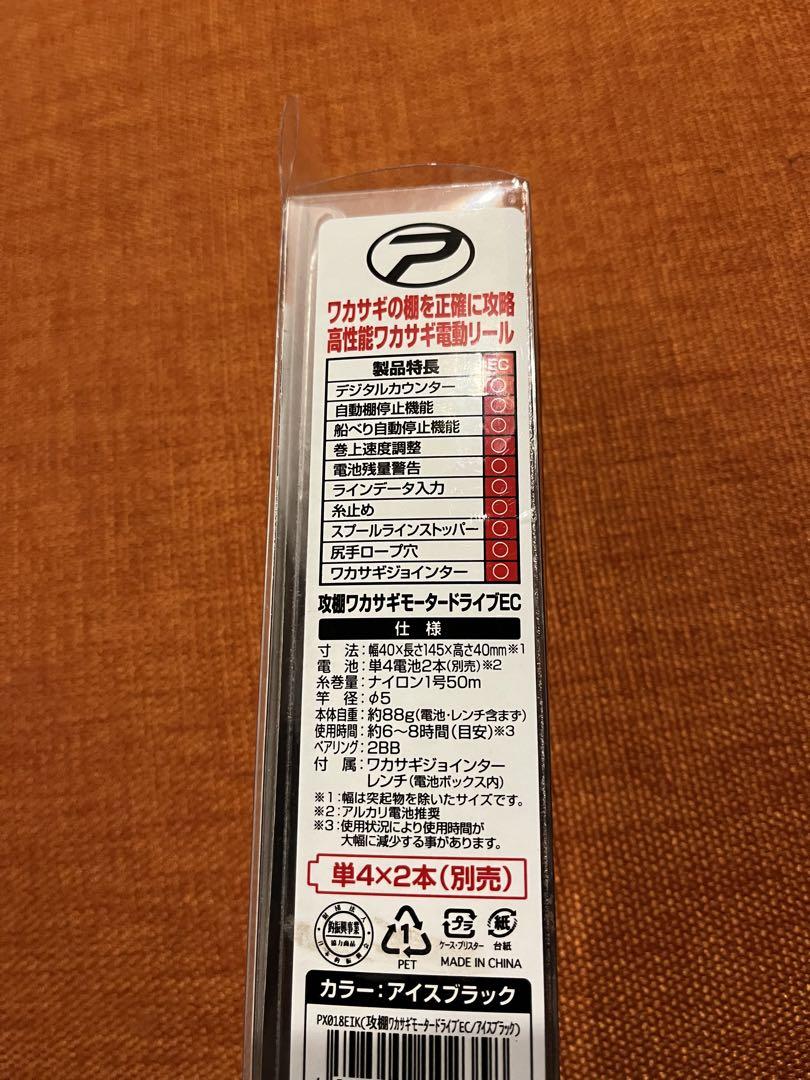 P
ワカサギの棚を正確に攻略
高性能ワカサギ電動リール
製品特長 EC
デジタルカウンター ○
自動棚停止機能 ○
船べり自動停止機能 ○
巻上速度調整 ○
電池残量警告 ○
ラインデータ入力 ○
糸止め ○
スプールラインストッパー ○
尻手ロープ穴 ○
ワカサギジョインター ○
攻棚ワカサギモータードライブEC
仕様
寸法:幅40×長さ145×高さ40mm※1
電池:単4電池2本(別売)※2
糸巻量:ナイロン1号50m
竿径:φ5
本体自重:約88g(電池・レンチ含まず)
使用時間:約6〜8時間(目安)※3
ベアリング:2BB
付属:ワカサギジョインター
レンチ(電池ボックス内)
※1:幅は突起物を除いたサイズです。
※2:アルカリ電池推奨
※3:使用状況により使用時間が
大幅に減少する事があります。
単4×2本(別売)
釣振興事業
協力商品
1
PET
プラ
ケース・ブリスター
紙
台紙
MADE IN CHINA
カラー:アイスブラック
PX018EIK(攻棚ワカサギモータードライブEC/アイスブラック)